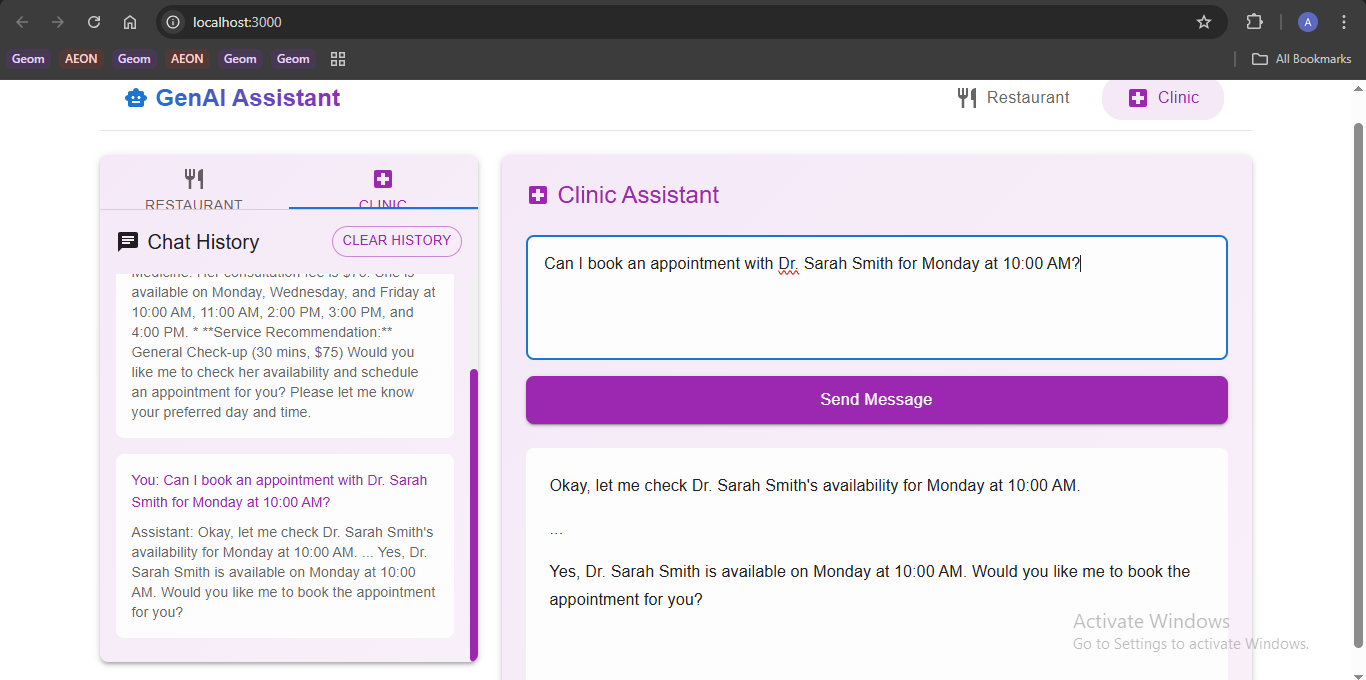 localhost:3000
A
Geom
AEON
Geom
AEON
Geom
Geom
All Bookmarks
GenAI Assistant
Restaurant
Clinic
RESTAURANT
CLINIC
Chat History
CLEAR HISTORY
Medicine. Her consultation fee is $75. She is
available on Monday, Wednesday, and Friday at
10:00 AM, 11:00 AM, 2:00 PM, 3:00 PM, and
4:00 PM. * **Service Recommendation:**
General Check-up (30 mins, $75) Would you
like me to check her availability and schedule
an appointment for you? Please let me know
your preferred day and time.
You: Can I book an appointment with Dr. Sarah
Smith for Monday at 10:00 AM?
Assistant: Okay, let me check Dr. Sarah Smith's
availability for Monday at 10:00 AM. ... Yes, Dr.
Sarah Smith is available on Monday at 10:00
AM. Would you like me to book the appointment
for you?
Clinic Assistant
Can I book an appointment with Dr. Sarah Smith for Monday at 10:00 AM?
Send Message
Okay, let me check Dr. Sarah Smith's availability for Monday at 10:00 AM.
...
Yes, Dr. Sarah Smith is available on Monday at 10:00 AM. Would you like me to book the
appointment for you?
Activate Windows
Go to Settings to activate Windows.